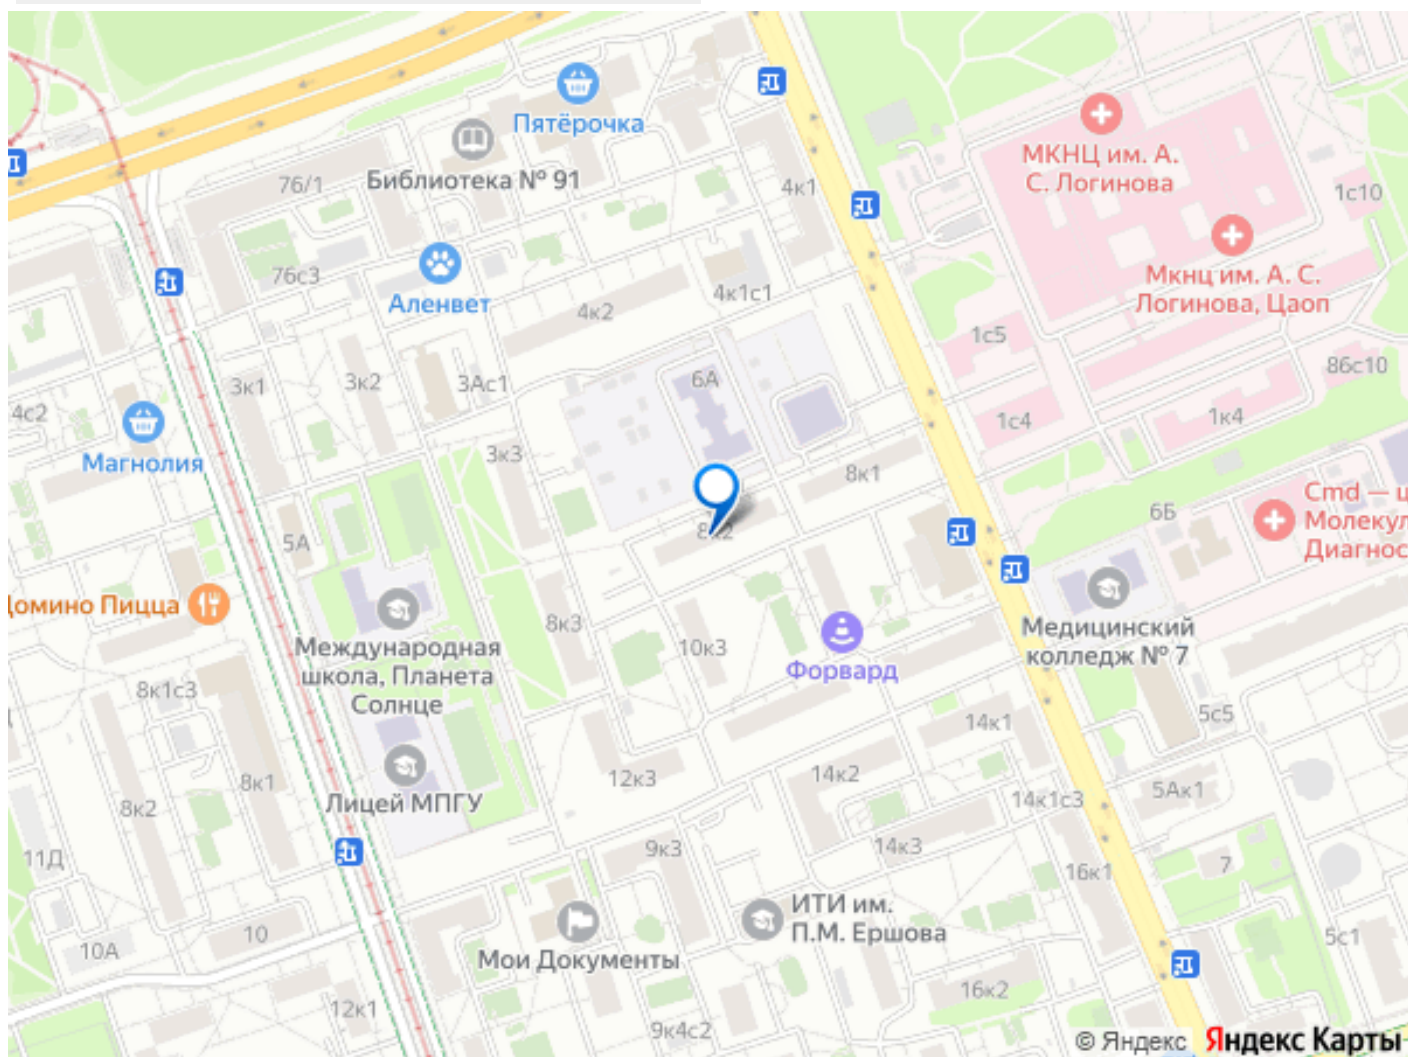 Пятёрочка
Библиотека № 91
76/1
4к1
МКНЦ им. А.
С. Логинова
1с10
76с3
Аленвет
4к1с1
4к2
Мкнц им. А. С.
Логинова, Цаоп
1с5
86с10
3к1
3к2
3Ас1
6А
4с2
1с4
1к4
Магнолия
3к3
8к1
Cmd — ц
Молекул
Диагнос
6Б
5А
8к2
Домино Пицца
8к3
Международная
школа, Планета
Солнце
10к3
Форвард
Медицинский
колледж № 7
8к1с3
5с5
14к1
8к1
12к3
14к2
8к2
Лицей МПГУ
14к1с3
5Ак1
11Д
9к3
14к3
7
16к1
ИТИ им.
П.М. Ершова
10
10А
Мои Документы
5с1
16к2
12к1
9к4с2
© Яндекс Яндекс Карты